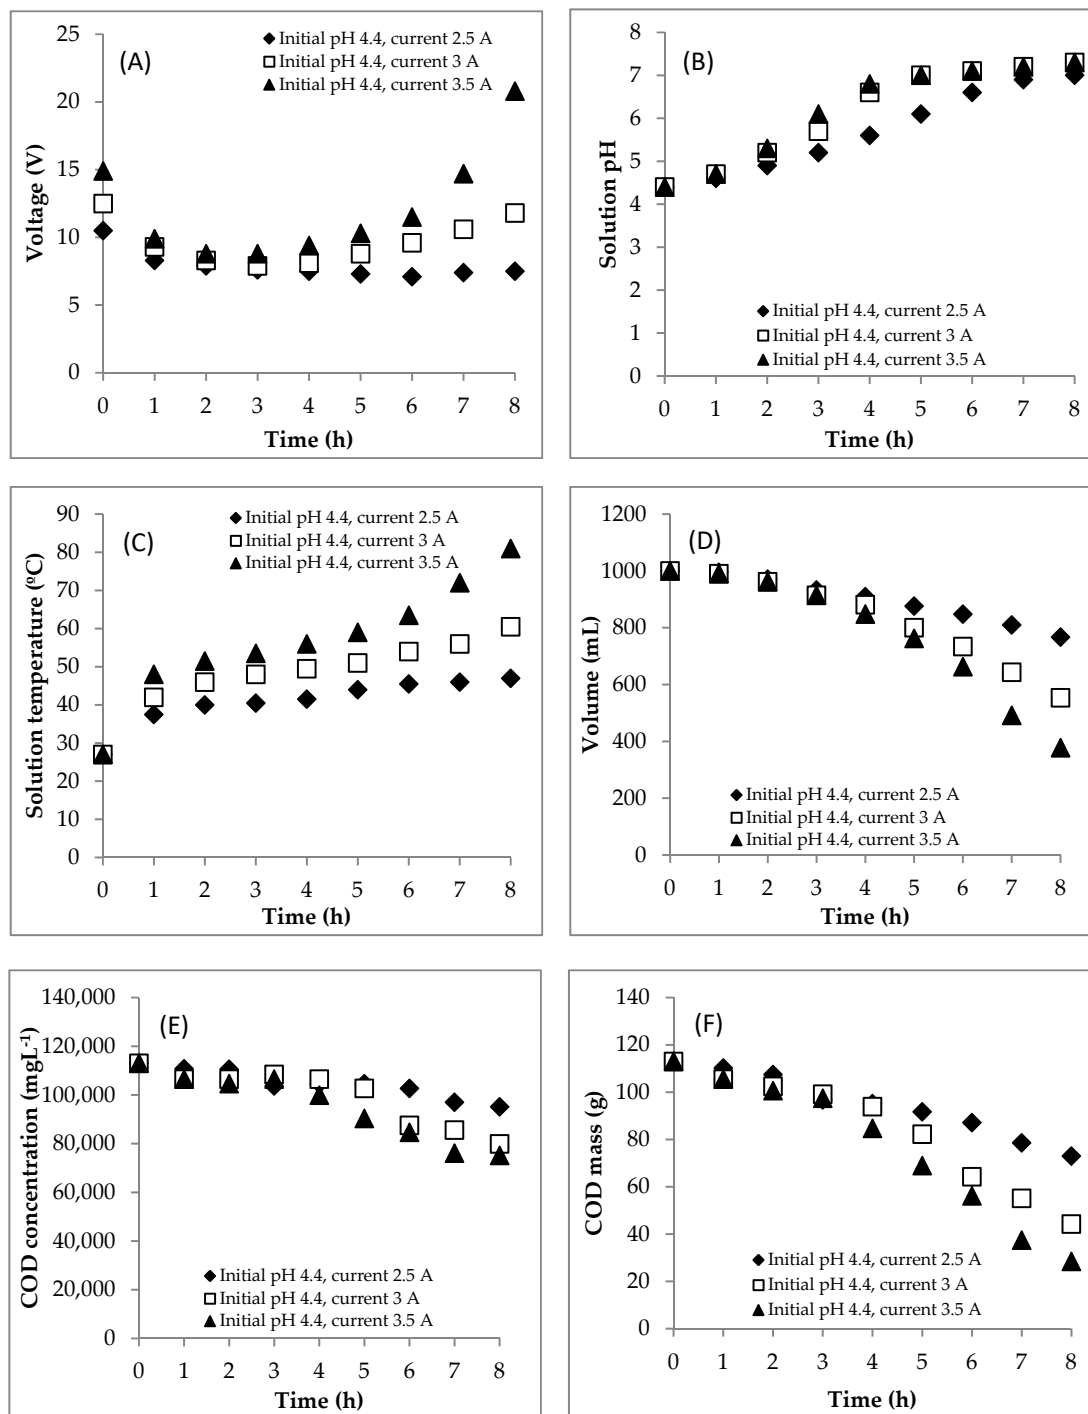 (A)
Initial pH 4.4, current 2.5 A
Initial pH 4.4, current 3 A
Initial pH 4.4, current 3.5 A
25
20
15
10
5
0
Voltage (V)
0 1 2 3 4 5 6 7 8
Time (h)
(B)
8
7
6
5
4
3
2
1
0
Solution pH
Initial pH 4.4, current 2.5 A
Initial pH 4.4, current 3 A
Initial pH 4.4, current 3.5 A
0 1 2 3 4 5 6 7 8
Time (h)
(C)
Initial pH 4.4, current 2.5 A
Initial pH 4.4, current 3 A
Initial pH 4.4, current 3.5 A
90
80
70
60
50
40
30
20
10
0
Solution temperature (ºC)
0 1 2 3 4 5 6 7 8
Time (h)
(D)
1200
1000
800
600
400
200
0
Volume (mL)
Initial pH 4.4, current 2.5 A
Initial pH 4.4, current 3 A
Initial pH 4.4, current 3.5 A
0 1 2 3 4 5 6 7 8
Time (h)
(E)
140,000
120,000
100,000
80,000
60,000
40,000
20,000
0
COD concentration (mgL⁻¹)
Initial pH 4.4, current 2.5 A
Initial pH 4.4, current 3 A
Initial pH 4.4, current 3.5 A
0 1 2 3 4 5 6 7 8
Time (h)
(F)
140
120
100
80
60
40
20
0
COD mass (g)
Initial pH 4.4, current 2.5 A
Initial pH 4.4, current 3 A
Initial pH 4.4, current 3.5 A
0 1 2 3 4 5 6 7 8
Time (h)